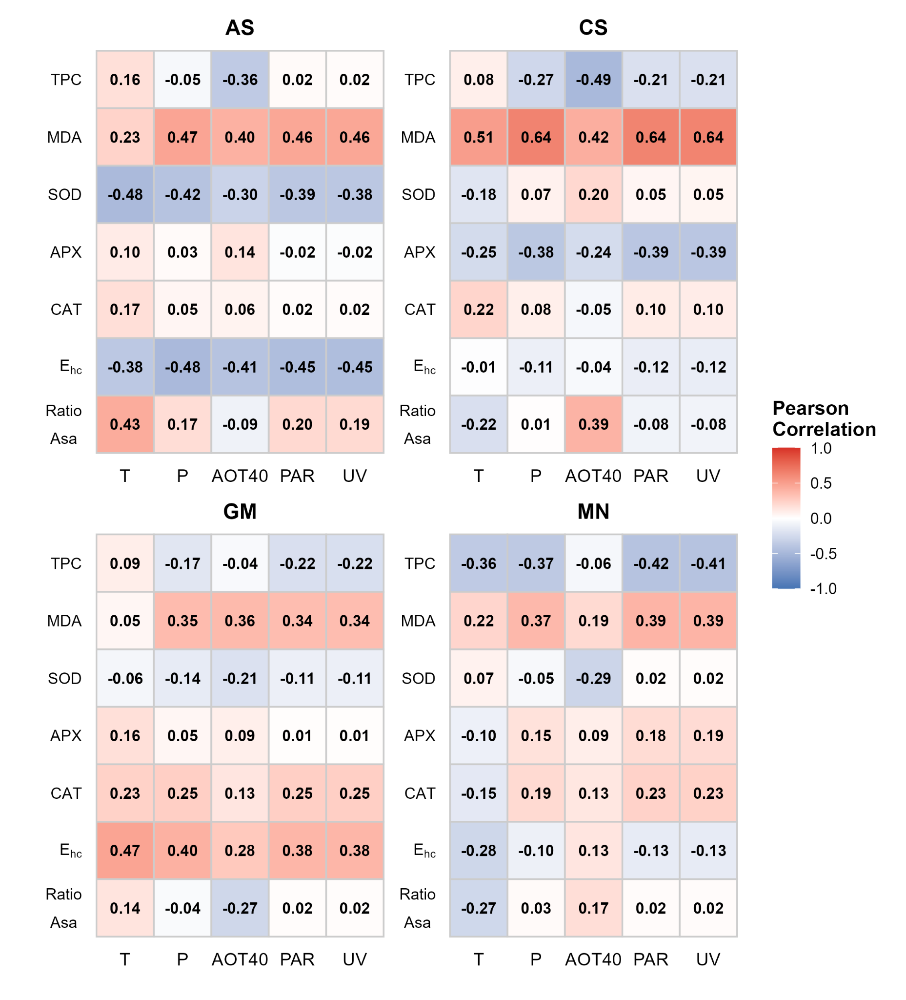 AS
TPC 0.16 -0.05 -0.36 0.02 0.02
MDA 0.23 0.47 0.40 0.46 0.46
SOD -0.48 -0.42 -0.30 -0.39 -0.38
APX 0.10 0.03 0.14 -0.02 -0.02
CAT 0.17 0.05 0.06 0.02 0.02
Ehc -0.38 -0.48 -0.41 -0.45 -0.45
Ratio
Asa 0.43 0.17 -0.09 0.20 0.19
T P AOT40 PAR UV
CS
TPC 0.08 -0.27 -0.49 -0.21 -0.21
MDA 0.51 0.64 0.42 0.64 0.64
SOD -0.18 0.07 0.20 0.05 0.05
APX -0.25 -0.38 -0.24 -0.39 -0.39
CAT 0.22 0.08 -0.05 0.10 0.10
Ehc -0.01 -0.11 -0.04 -0.12 -0.12
Ratio
Asa -0.22 0.01 0.39 -0.08 -0.08
T P AOT40 PAR UV
GM
TPC 0.09 -0.17 -0.04 -0.22 -0.22
MDA 0.05 0.35 0.36 0.34 0.34
SOD -0.06 -0.14 -0.21 -0.11 -0.11
APX 0.16 0.05 0.09 0.01 0.01
CAT 0.23 0.25 0.13 0.25 0.25
Ehc 0.47 0.40 0.28 0.38 0.38
Ratio
Asa 0.14 -0.04 -0.27 0.02 0.02
T P AOT40 PAR UV
MN
TPC -0.36 -0.37 -0.06 -0.42 -0.41
MDA 0.22 0.37 0.19 0.39 0.39
SOD 0.07 -0.05 -0.29 0.02 0.02
APX -0.10 0.15 0.09 0.18 0.19
CAT -0.15 0.19 0.13 0.23 0.23
Ehc -0.28 -0.10 0.13 -0.13 -0.13
Ratio
Asa -0.27 0.03 0.17 0.02 0.02
T P AOT40 PAR UV
Pearson
Correlation
1.0
0.5
0.0
-0.5
-1.0